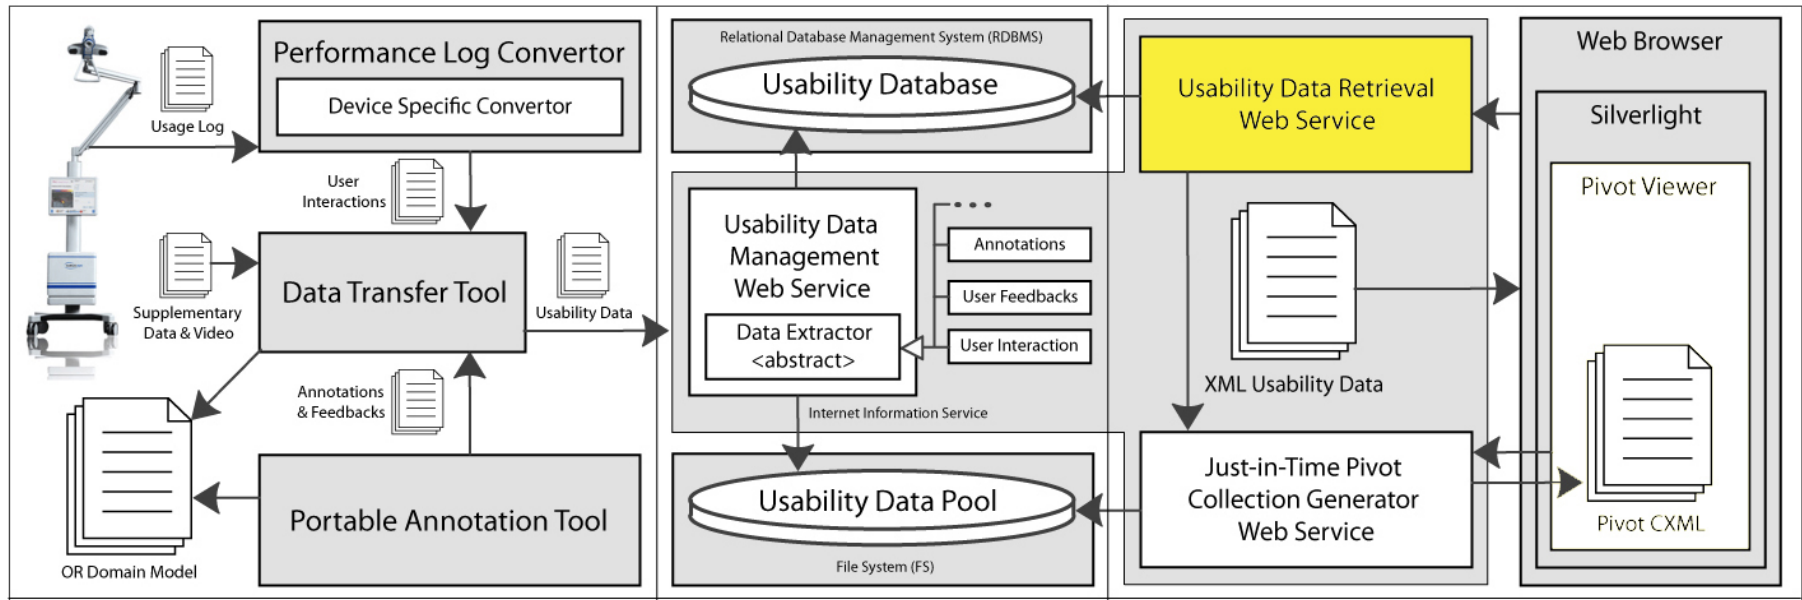 Performance Log Convertor
Device Specific Convertor
Usage Log
User
Interactions
Data Transfer Tool
Supplementary
Data & Video
Usability Data
Annotations
& Feedbacks
OR Domain Model
Portable Annotation Tool
Relational Database Management System (RDBMS)
Usability Database
Usability Data
Management
Web Service
Data Extractor
<abstract>
Annotations
User Feedbacks
User Interaction
Internet Information Service
Usability Data Pool
File System (FS)
Usability Data Retrieval
Web Service
XML Usability Data
Just-in-Time Pivot
Collection Generator
Web Service
Web Browser
Silverlight
Pivot Viewer
Pivot CXML